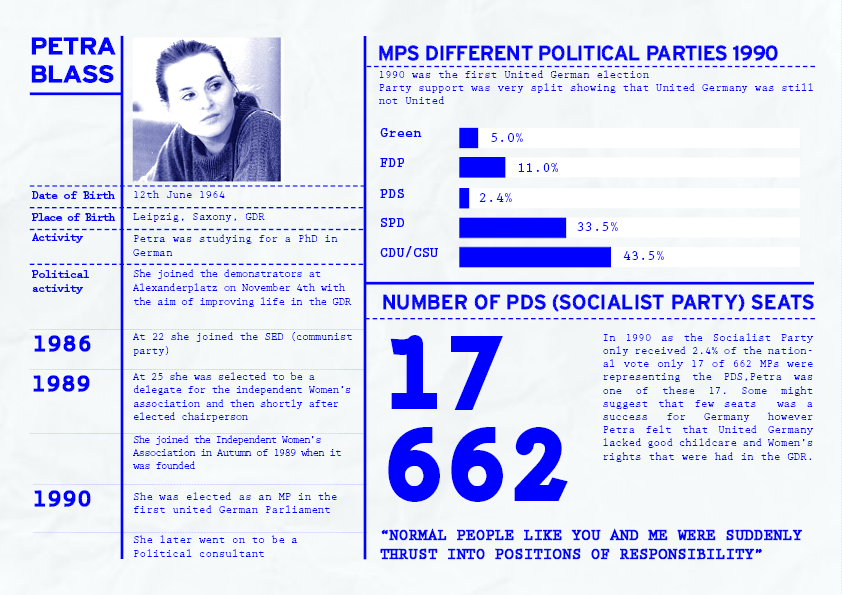 PETRA
BLASS
Date of Birth
12th June 1964
Place of Birth
Leipzig, Saxony, GDR
Activity
Petra was studying for a PhD in
German
Political
activity
She joined the demonstrators at
Alexanderplatz on November 4th with
the aim of improving life in the GDR
1986
At 22 she joined the SED (communist
party)
1989
At 25 she was selected to be a
delegate for the independent Women's
association and then shortly after
elected chairperson
She joined the Independent Women's
Association in Autumn of 1989 when it
was founded
1990
She was elected as an MP in the
first united German Parliament
She later went on to be a
Political consultant
MPS DIFFERENT POLITICAL PARTIES 1990
1990 was the first United German election
Party support was very split showing that United Germany was still
not United
Green 5.0%
FDP 11.0%
PDS 2.4%
SPD 33.5%
CDU/CSU 43.5%
NUMBER OF PDS (SOCIALIST PARTY) SEATS
17
662
In 1990 as the Socialist Party
only received 2.4% of the nation-
al vote only 17 of 662 MPs were
representing the PDS,Petra was
one of these 17. Some might
suggest that few seats was a
success for Germany however
Petra felt that United Germany
lacked good childcare and Women's
rights that were had in the GDR.
“NORMAL PEOPLE LIKE YOU AND ME WERE SUDDENLY
THRUST INTO POSITIONS OF RESPONSIBILITY”